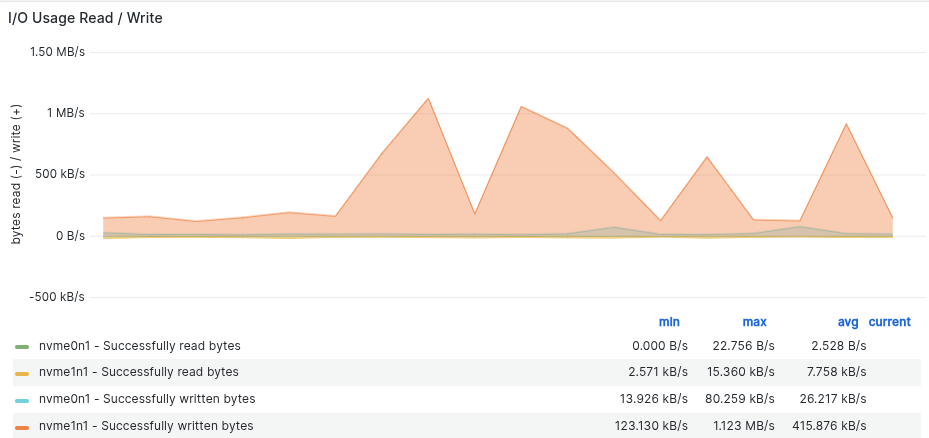 I/O Usage Read / Write
bytes read (-) / write (+)
1.50 MB/s
1 MB/s
500 kB/s
0 B/s
-500 kB/s
min max avg current
nvme0n1 - Successfully read bytes 0.000 B/s 22.756 B/s 2.528 B/s
nvme1n1 - Successfully read bytes 2.571 kB/s 15.360 kB/s 7.758 kB/s
nvme0n1 - Successfully written bytes 13.926 kB/s 80.259 kB/s 26.217 kB/s
nvme1n1 - Successfully written bytes 123.130 kB/s 1.123 MB/s 415.876 kB/s